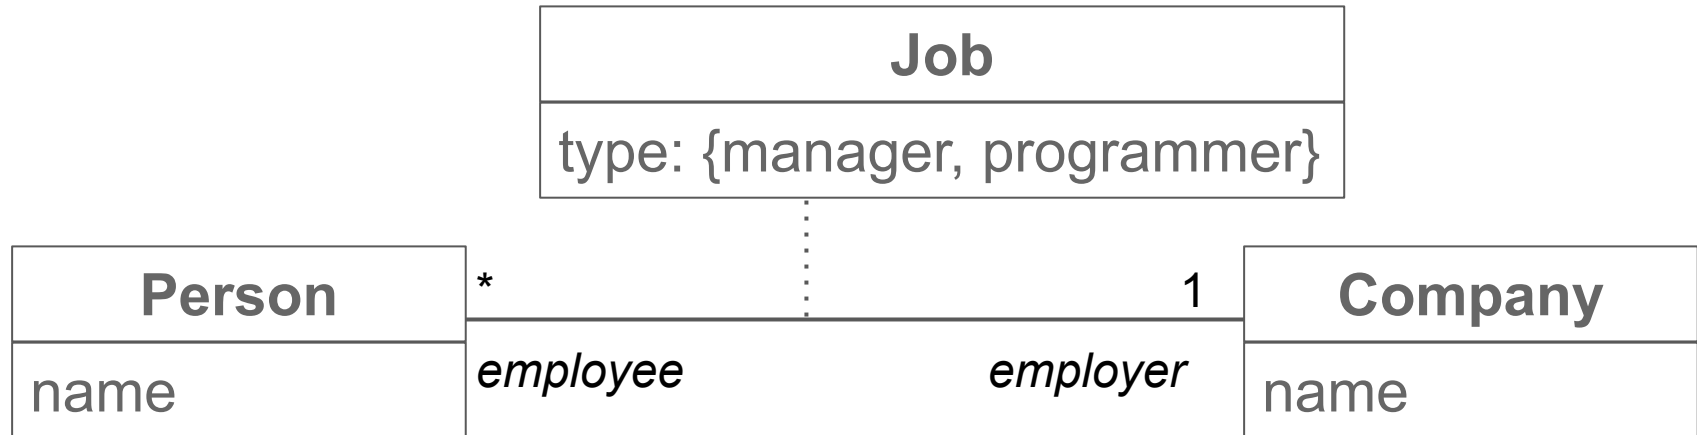 Job
type: {manager, programmer}
Person
*
1
Company
name
employee
employer
name